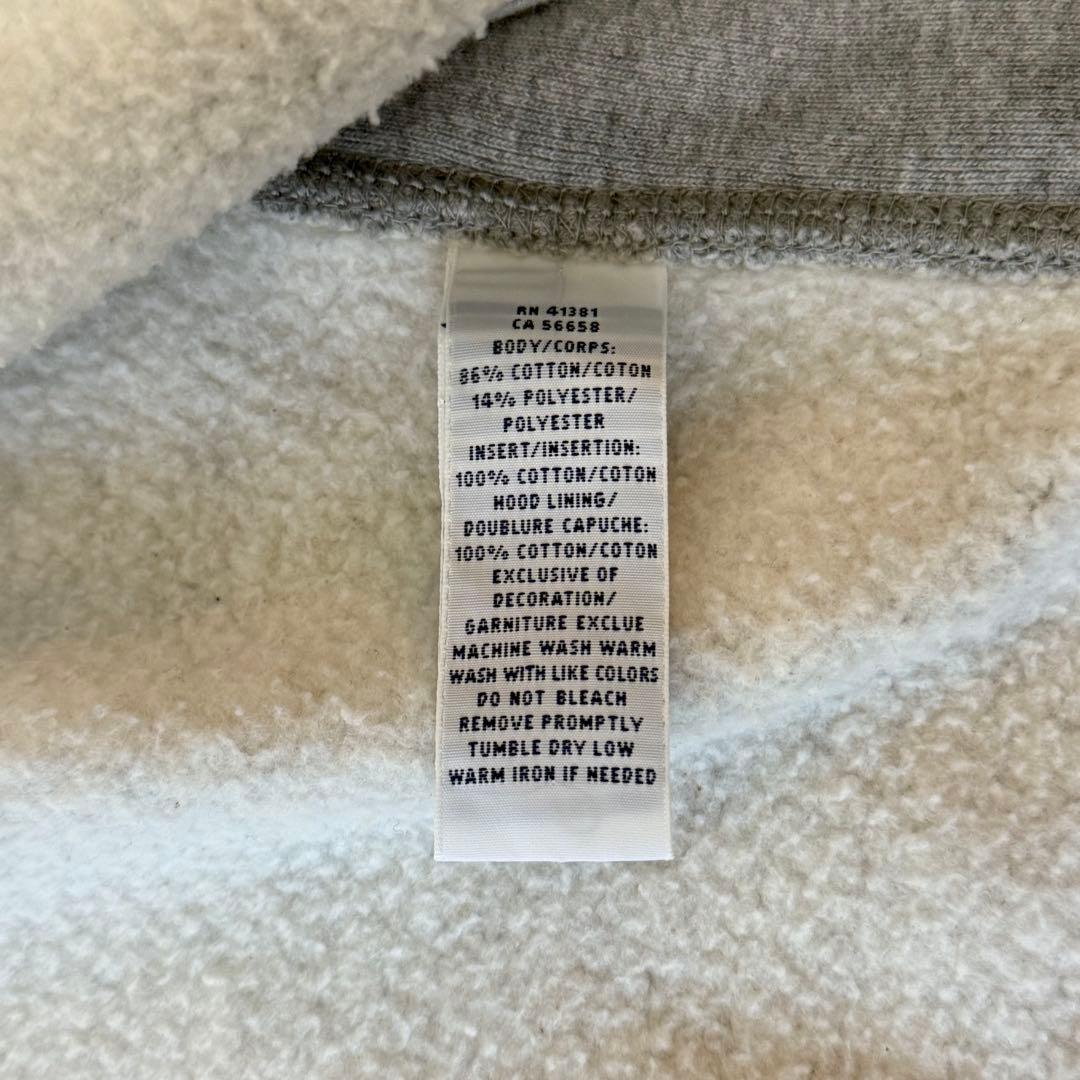 RN 41381
CA 56658
BODY/CORPS:
86% COTTON/COTON
14% POLYESTER/
POLYESTER
INSERT/INSERTION:
100% COTTON/COTON
HOOD LINING/
DOUBLURE CAPUCHE:
100% COTTON/COTON
EXCLUSIVE OF
DECORATION/
GARNITURE EXCLUE
MACHINE WASH WARM
WASH WITH LIKE COLORS
DO NOT BLEACH
REMOVE PROMPTLY
TUMBLE DRY LOW
WARM IRON IF NEEDED